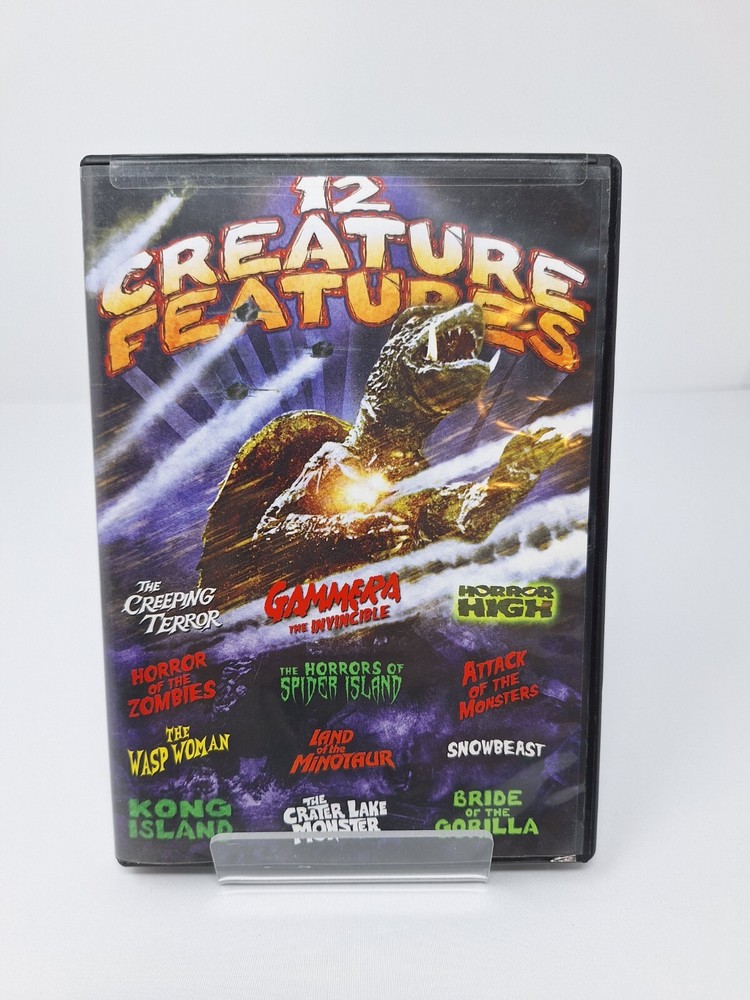 12
CREATURE
FEATURES
THE
CREEPING
TERROR
GAMMERA
THE INVINCIBLE
HORROR
HIGH
HORROR
OF THE
ZOMBIES
THE HORRORS OF
SPIDER ISLAND
ATTACK
OF THE
MONSTERS
THE
WASP WOMAN
LAND
of the
MINOTAUR
SNOWBEAST
KONG
ISLAND
THE
CRATER LAKE
MONSTER
BRIDE
OF THE
GORILLA